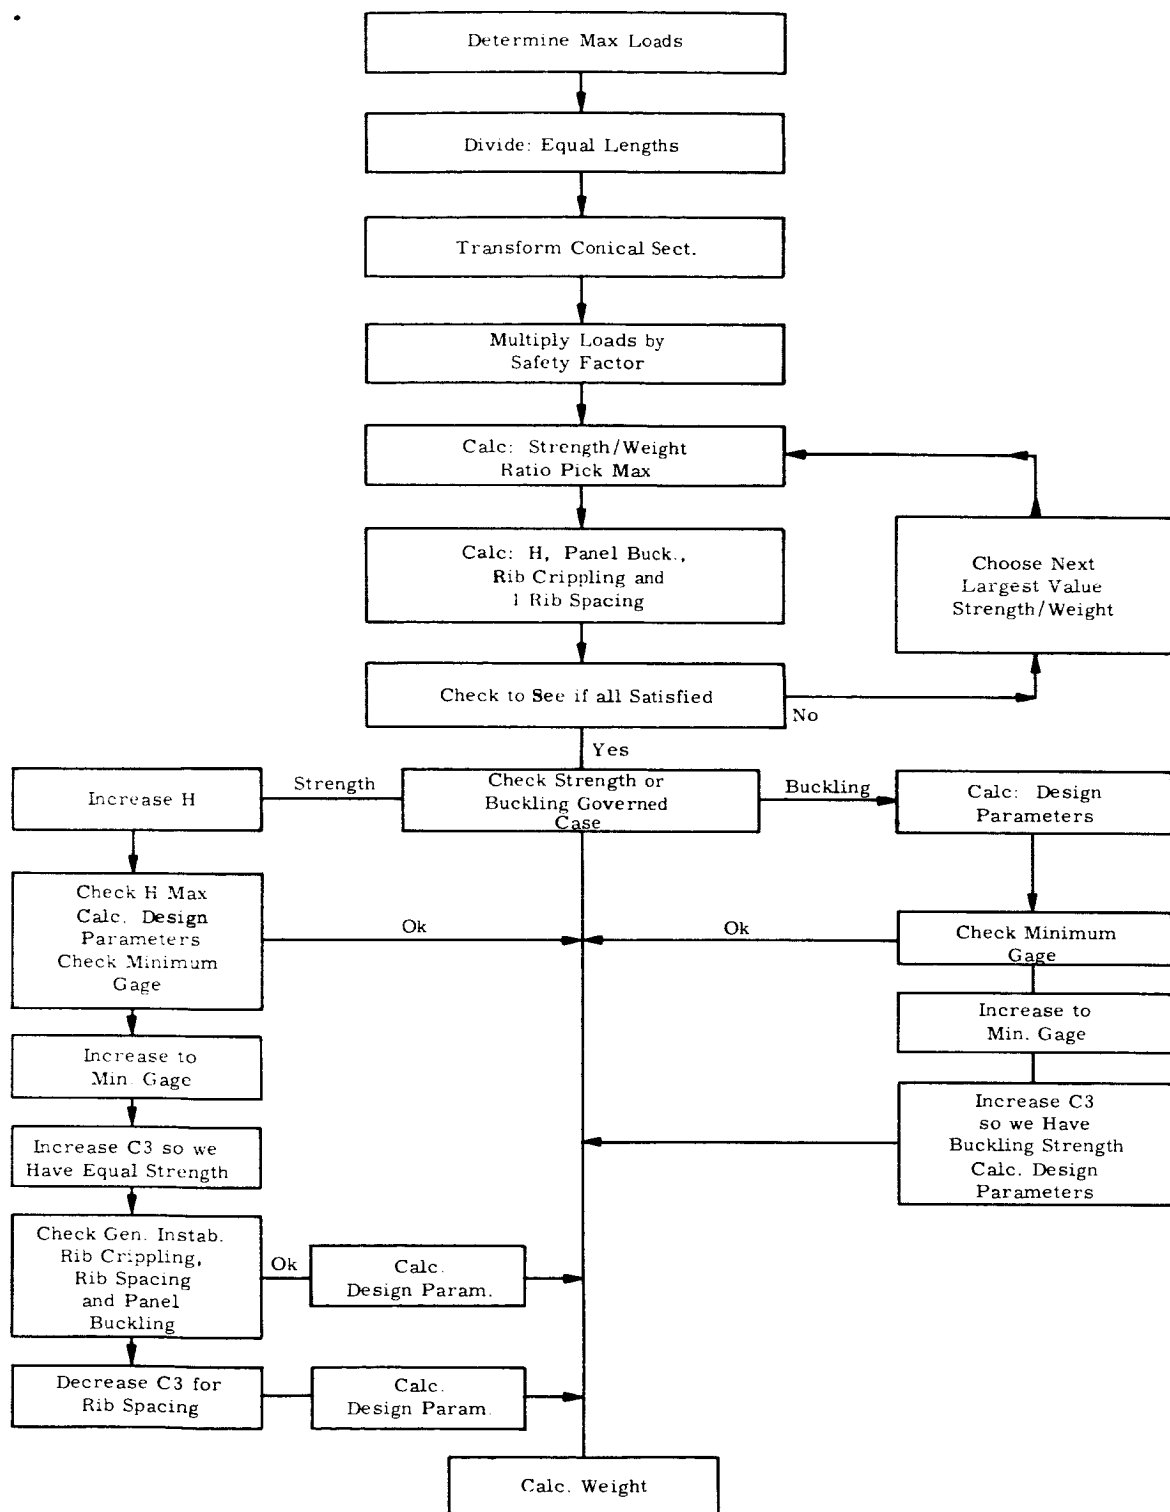 Determine Max Loads
Divide: Equal Lengths
Transform Conical Sect.
Multiply Loads by
Safety Factor
Calc: Strength/Weight
Ratio Pick Max
Calc: H, Panel Buck.,
Rib Crippling and
1 Rib Spacing
Choose Next
Largest Value
Strength/Weight
Check to See if all Satisfied
No
Yes
Increase H
Strength
Check Strength or
Buckling Governed
Case
Buckling
Calc: Design
Parameters
Check H Max
Calc. Design
Parameters
Check Minimum
Gage
Ok
Ok
Check Minimum
Gage
Increase to
Min. Gage
Increase to
Min. Gage
Increase C3 so we
Have Equal Strength
Increase C3
so we Have
Buckling Strength
Calc. Design
Parameters
Check Gen. Instab.
Rib Crippling,
Rib Spacing
and Panel
Buckling
Ok
Calc.
Design Param.
Decrease C3 for
Rib Spacing
Calc.
Design Param.
Calc. Weight